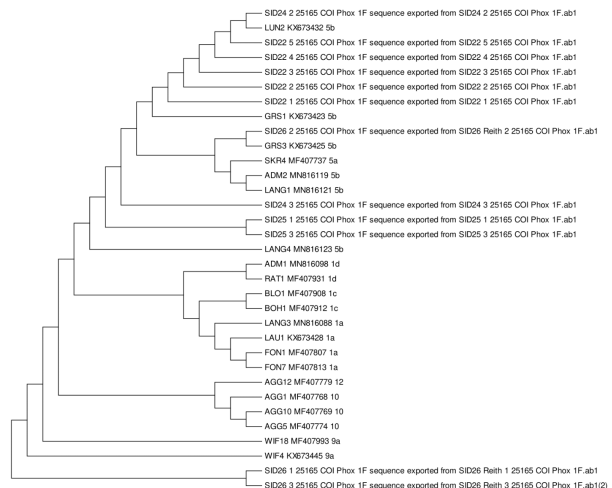 SID24 2 25165 COI Phox 1F sequence exported from SID24 2 25165 COI Phox 1F.ab1
LUN2 KX673432 5b
SID22 5 25165 COI Phox 1F sequence exported from SID22 5 25165 COI Phox 1F.ab1
SID22 4 25165 COI Phox 1F sequence exported from SID22 4 25165 COI Phox 1F.ab1
SID22 3 25165 COI Phox 1F sequence exported from SID22 3 25165 COI Phox 1F.ab1
SID22 2 25165 COI Phox 1F sequence exported from SID22 2 25165 COI Phox 1F.ab1
SID22 1 25165 COI Phox 1F sequence exported from SID22 1 25165 COI Phox 1F.ab1
GRS1 KX673423 5b
SID26 2 25165 COI Phox 1F sequence exported from SID26 Reith 2 25165 COI Phox 1F.ab1
GRS3 KX673425 5b
SKR4 MF407737 5a
ADM2 MN816119 5b
LANG1 MN816121 5b
SID24 3 25165 COI Phox 1F sequence exported from SID24 3 25165 COI Phox 1F.ab1
SID25 1 25165 COI Phox 1F sequence exported from SID25 1 25165 COI Phox 1F.ab1
SID25 3 25165 COI Phox 1F sequence exported from SID25 3 25165 COI Phox 1F.ab1
LANG4 MN816123 5b
ADM1 MN816098 1d
RAT1 MF407931 1d
BLO1 MF407908 1c
BOH1 MF407912 1c
LANG3 MN816088 1a
LAU1 KX673428 1a
FON1 MF407807 1a
FON7 MF407813 1a
AGG12 MF407779 12
AGG1 MF407768 10
AGG10 MF407769 10
AGG5 MF407774 10
WIF18 MF407993 9a
WIF4 KX673445 9a
SID26 1 25165 COI Phox 1F sequence exported from SID26 Reith 1 25165 COI Phox 1F.ab1
SID26 3 25165 COI Phox 1F sequence exported from SID26 Reith 3 25165 COI Phox 1F.ab1(2)